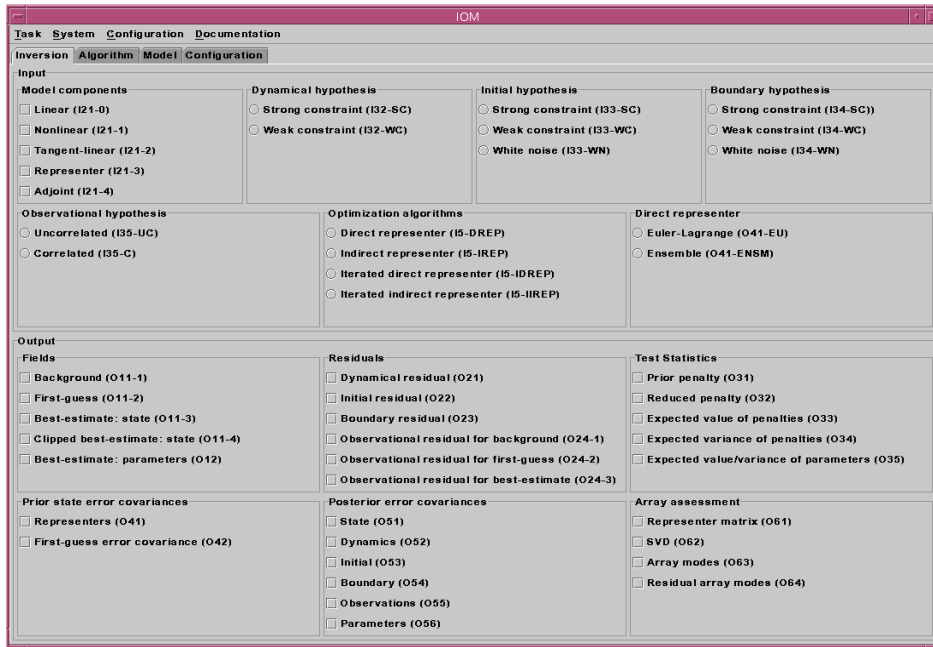 IOM
Task System Configuration Documentation
Inversion Algorithm Model Configuration
Input
Model components
Linear (I21-0)
Nonlinear (I21-1)
Tangent-linear (I21-2)
Representer (I21-3)
Adjoint (I21-4)
Dynamical hypothesis
Strong constraint (I32-SC)
Weak constraint (I32-WC)
Initial hypothesis
Strong constraint (I33-SC)
Weak constraint (I33-WC)
White noise (I33-WN)
Boundary hypothesis
Strong constraint (I34-SC))
Weak constraint (I34-WC)
White noise (I34-WN)
Observational hypothesis
Uncorrelated (I35-UC)
Correlated (I35-C)
Optimization algorithms
Direct representer (I5-DREP)
Indirect representer (I5-IREP)
Iterated direct representer (I5-IDREP)
Iterated indirect representer (I5-IIREP)
Direct representer
Euler-Lagrange (O41-EU)
Ensemble (O41-ENSM)
Output
Fields
Background (O11-1)
First-guess (O11-2)
Best-estimate: state (O11-3)
Clipped best-estimate: state (O11-4)
Best-estimate: parameters (O12)
Residuals
Dynamical residual (O21)
Initial residual (O22)
Boundary residual (O23)
Observational residual for background (O24-1)
Observational residual for first-guess (O24-2)
Observational residual for best-estimate (O24-3)
Test Statistics
Prior penalty (O31)
Reduced penalty (O32)
Expected value of penalties (O33)
Expected variance of penalties (O34)
Expected value/variance of parameters (O35)
Prior state error covariances
Representers (O41)
First-guess error covariance (O42)
Posterior error covariances
State (O51)
Dynamics (O52)
Initial (O53)
Boundary (O54)
Observations (O55)
Parameters (O56)
Array assessment
Representer matrix (O61)
SVD (O62)
Array modes (O63)
Residual array modes (O64)